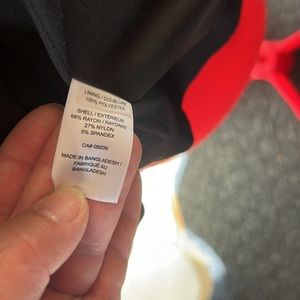 LINING / DOUBLURE
100% POLYESTER
SHELL / EXTÉRIEUR
68% RAYON / RAYONNE
27% NYLON
5% SPANDEX
CA# 09209
MADE IN BANGLADESH /
FABRIQUÉ AU
BANGLADESH